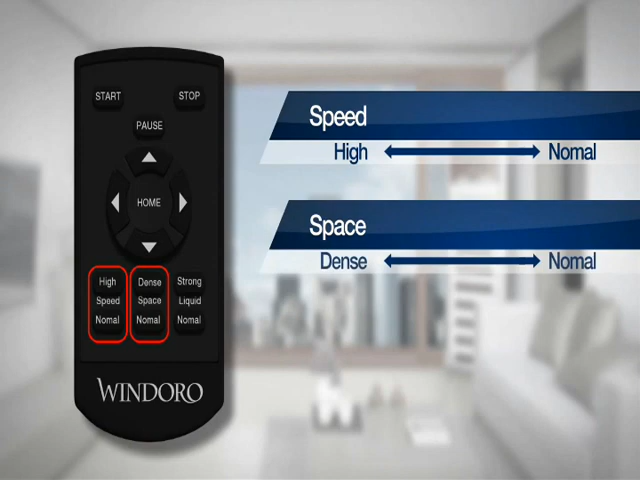 START
STOP
PAUSE
HOME
High
Speed
Nomal
Dense
Space
Nomal
Strong
Liquid
Nomal
WINDORO
Speed
High
Nomal
Space
Dense
Nomal